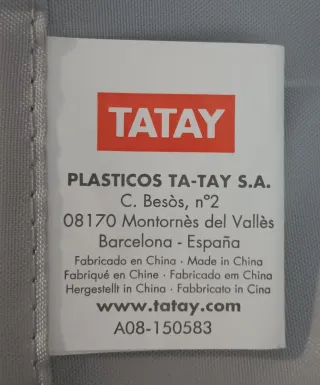 TATAY
PLASTICOS TA-TAY S.A.
C. Besòs, nº2
08170 Montornès del Vallès
Barcelona - España
Fabricado en China · Made in China
Fabriqué en Chine · Fabricado em China
Hergestellt in China · Fabbricato in Cina
www.tatay.com
A08-150583